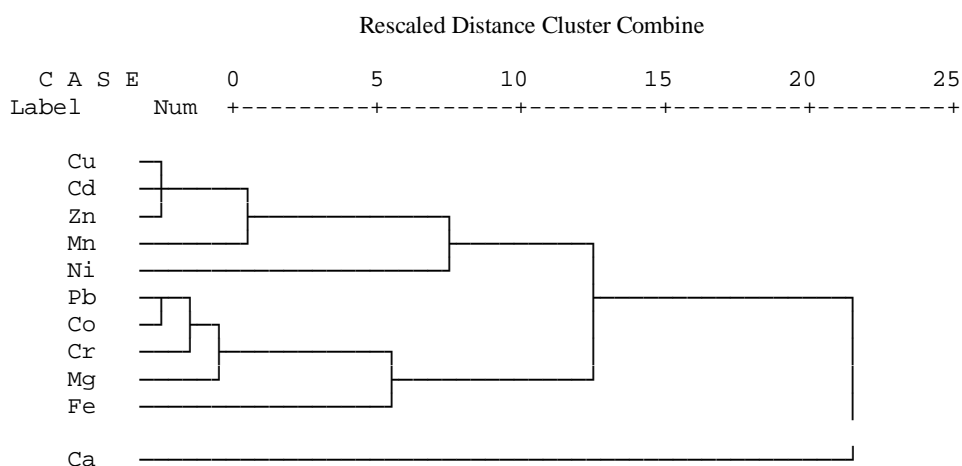 Rescaled Distance Cluster Combine
C A S E 0 5 10 15 20 25
Label Num +---------+---------+---------+---------+---------+
Cu
Cd
Zn
Mn
Ni
Pb
Co
Cr
Mg
Fe
Ca